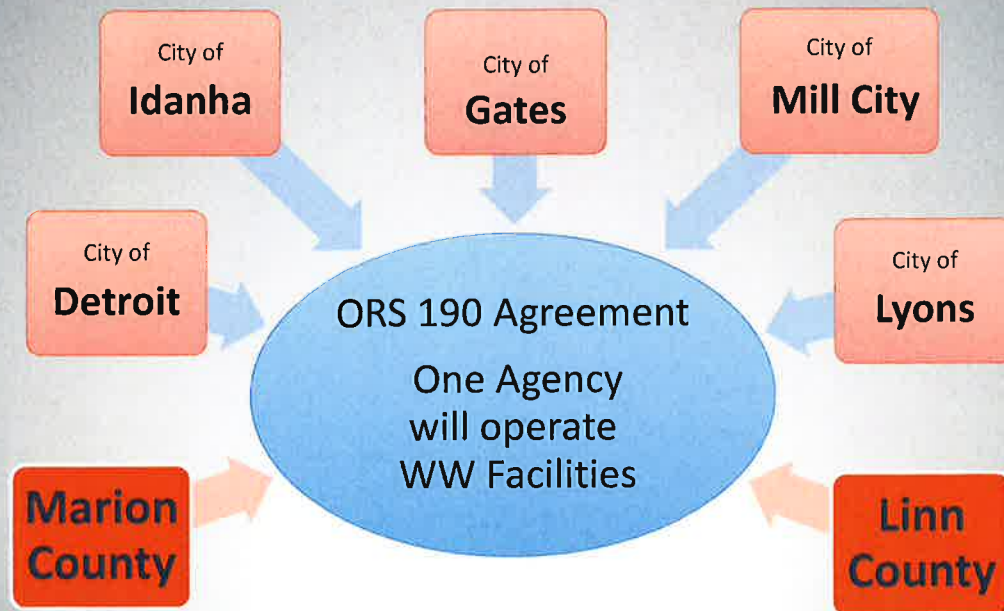 City of
Idanha
City of
Gates
City of
Mill City
City of
Detroit
City of
Lyons
ORS 190 Agreement
One Agency
will operate
WW Facilities
Marion
County
Linn
County